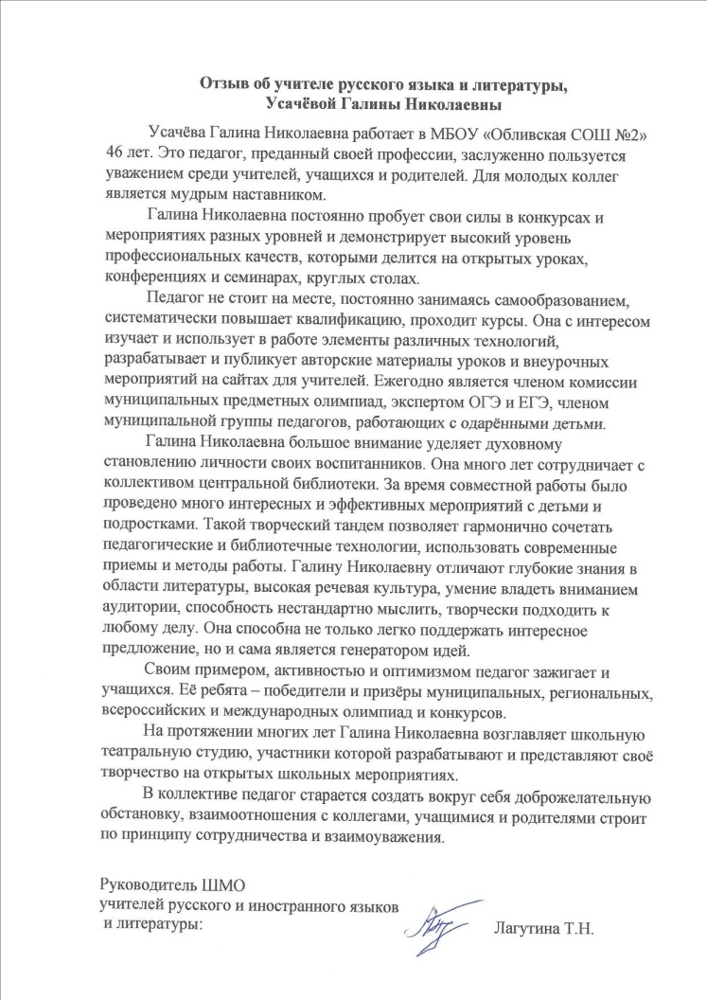 Отзыв об учителе русского языка и литературы,
Усачёвой Галины Николаевны
Усачёва Галина Николаевна работает в МБОУ «Обливская СОШ №2»
46 лет. Это педагог, преданный своей профессии, заслуженно пользуется
уважением среди учителей, учащихся и родителей. Для молодых коллег
является мудрым наставником.
Галина Николаевна постоянно пробует свои силы в конкурсах и
мероприятиях разных уровней и демонстрирует высокий уровень
профессиональных качеств, которыми делится на открытых уроках,
конференциях и семинарах, круглых столах.
Педагог не стоит на месте, постоянно занимаясь самообразованием,
систематически повышает квалификацию, проходит курсы. Она с интересом
изучает и использует в работе элементы различных технологий,
разрабатывает и публикует авторские материалы уроков и внеурочных
мероприятий на сайтах для учителей. Ежегодно является членом комиссии
муниципальных предметных олимпиад, экспертом ОГЭ и ЕГЭ, членом
муниципальной группы педагогов, работающих с одарёнными детьми.
Галина Николаевна большое внимание уделяет духовному
становлению личности своих воспитанников. Она много лет сотрудничает с
коллективом центральной библиотеки. За время совместной работы было
проведено много интересных и эффективных мероприятий с детьми и
подростками. Такой творческий тандем позволяет гармонично сочетать
педагогические и библиотечные технологии, использовать современные
приемы и методы работы. Галину Николаевну отличают глубокие знания в
области литературы, высокая речевая культура, умение владеть вниманием
аудитории, способность нестандартно мыслить, творчески подходить к
любому делу. Она способна не только легко поддержать интересное
предложение, но и сама является генератором идей.
Своим примером, активностью и оптимизмом педагог зажигает и
учащихся. Её ребята – победители и призёры муниципальных, региональных,
всероссийских и международных олимпиад и конкурсов.
На протяжении многих лет Галина Николаевна возглавляет школьную
театральную студию, участники которой разрабатывают и представляют своё
творчество на открытых школьных мероприятиях.
В коллективе педагог старается создать вокруг себя доброжелательную
обстановку, взаимоотношения с коллегами, учащимися и родителями строит
по принципу сотрудничества и взаимоуважения.
Руководитель ШМО
учителей русского и иностранного языков
и литературы: Лагутина Т.Н.